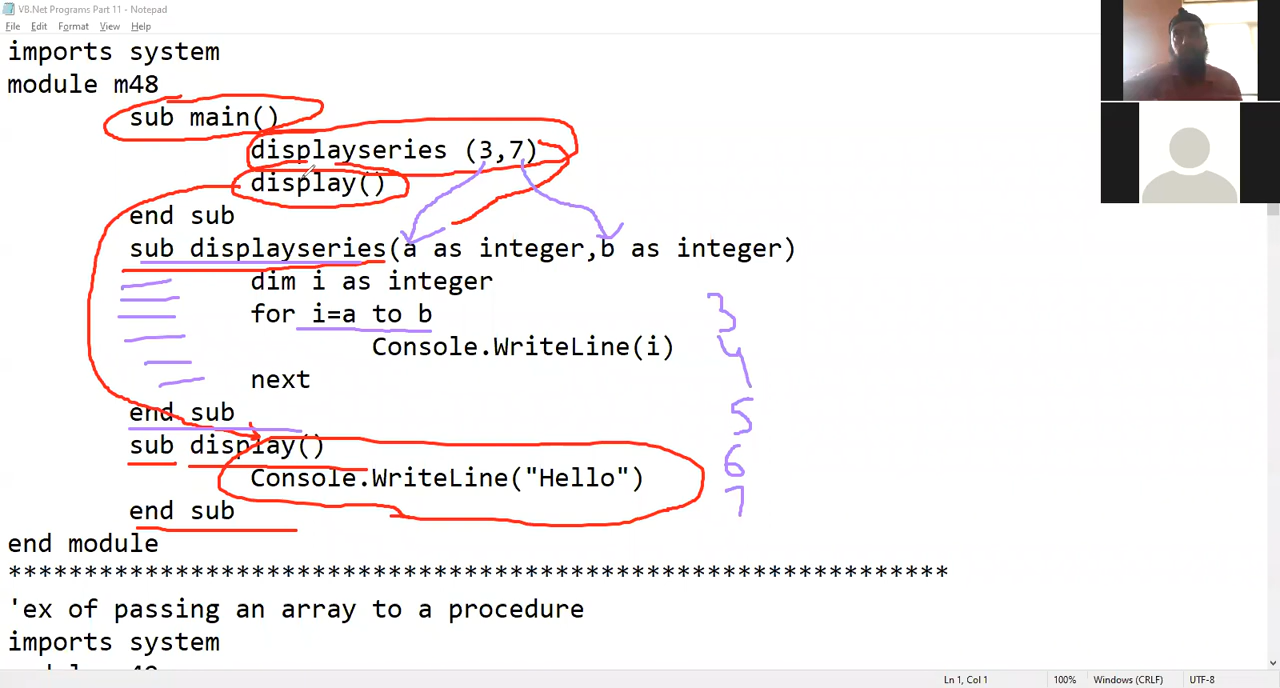 VB.Net Programs Part 11 - Notepad
File Edit Format View Help
imports system
module m48
sub main()
displayseries (3,7)
display()
end sub
sub displayseries(a as integer,b as integer)
dim i as integer
for i=a to b
Console.WriteLine(i)
next
end sub
sub display()
Console.WriteLine("Hello")
end sub
end module
3
4
5
6
7
**************************************************************
'ex of passing an array to a procedure
imports system
Ln 1, Col 1 100% Windows (CRLF) UTF-8